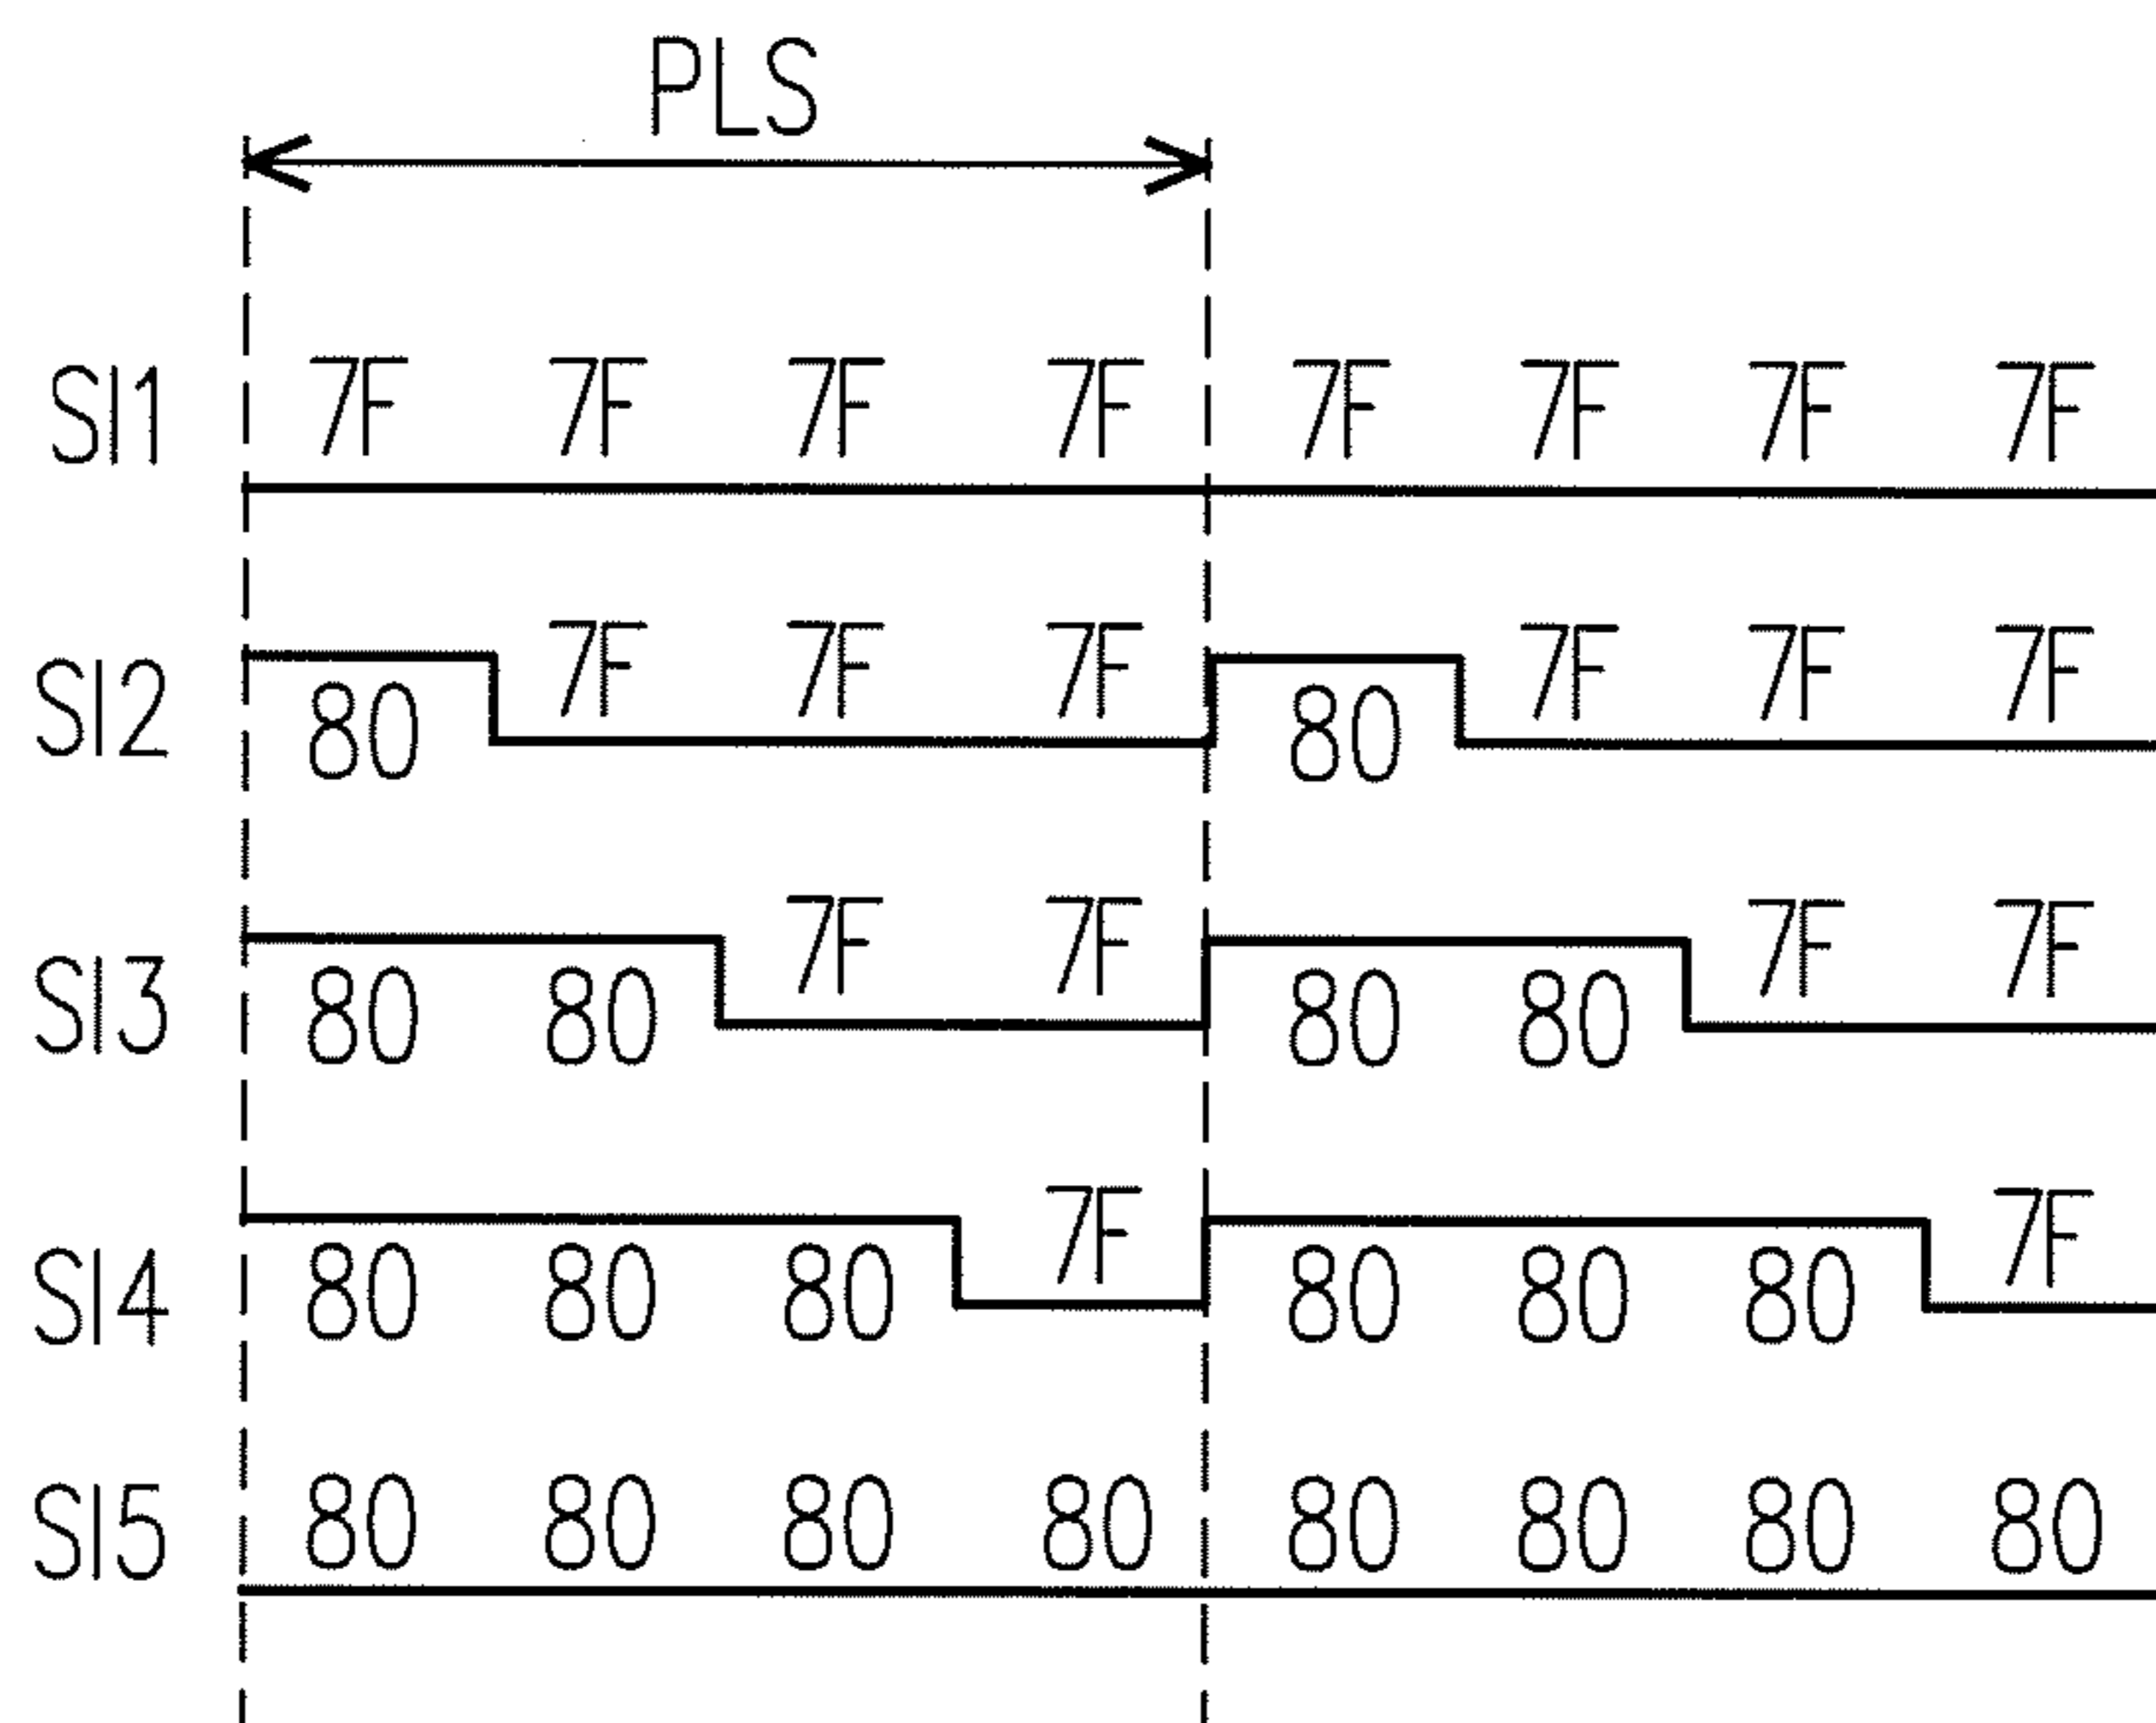 PLS
SI1 7F 7F 7F 7F 7F 7F 7F 7F
SI2 80 7F 7F 7F 80 7F 7F 7F
SI3 80 80 7F 7F 80 80 7F 7F
SI4 80 80 80 7F 80 80 80 7F
SI5 80 80 80 80 80 80 80 80